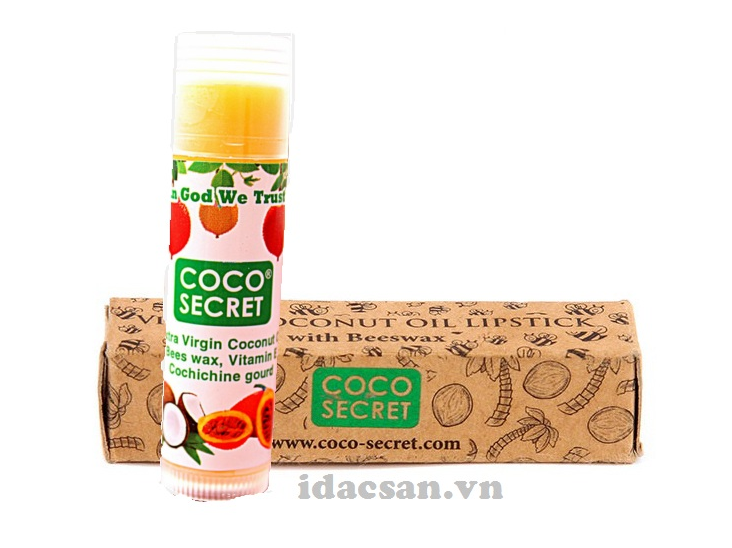 In God We Trust
COCO®
SECRET
Extra Virgin Coconut
Bees wax, Vitamin E
Cochichine gourd
COCONUT OIL LIPSTICK
with Beeswax
COCO
SECRET
www.coco-secret.com
idacsan.vn